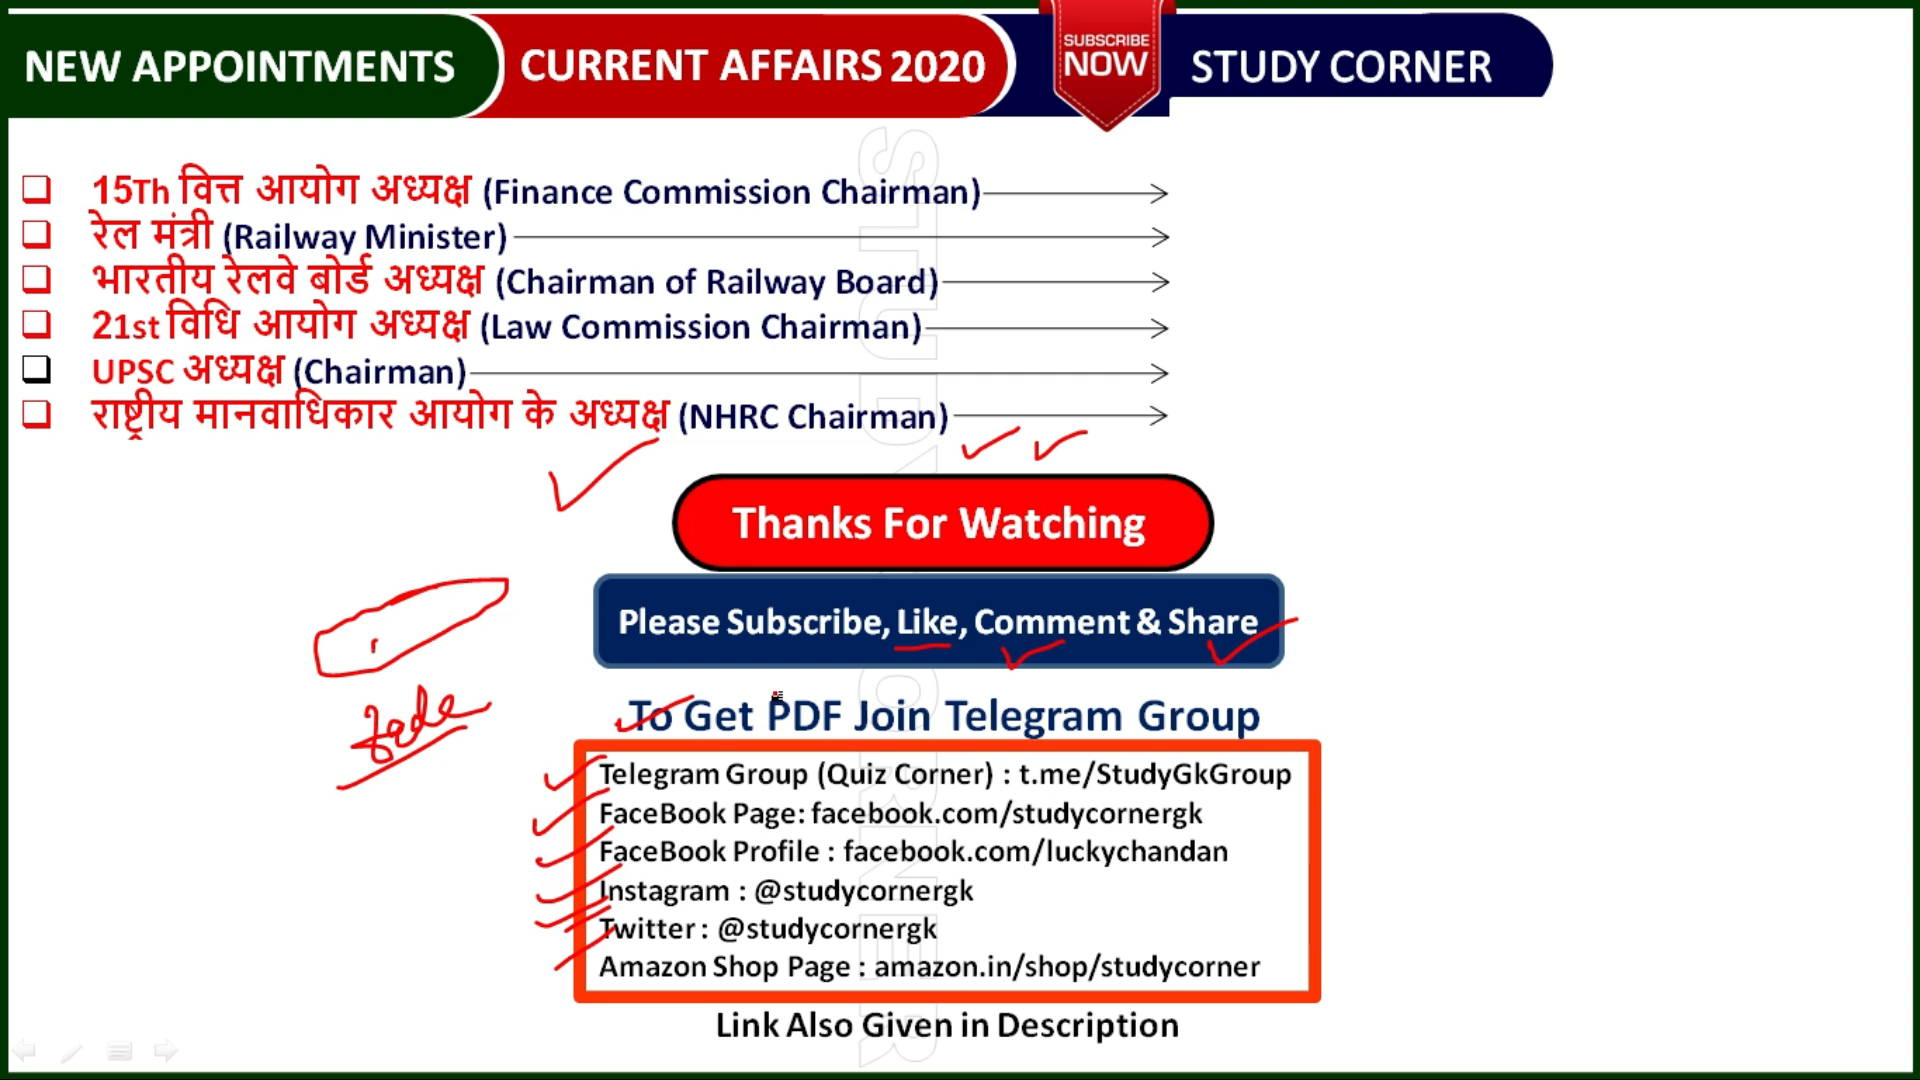 NEW APPOINTMENTS CURRENT AFFAIRS 2020 SUBSCRIBE NOW STUDY CORNER
15Th वित्त आयोग अध्यक्ष (Finance Commission Chairman)
रेल मंत्री (Railway Minister)
भारतीय रेलवे बोर्ड अध्यक्ष (Chairman of Railway Board)
21st विधि आयोग अध्यक्ष (Law Commission Chairman)
UPSC अध्यक्ष (Chairman)
राष्ट्रीय मानवाधिकार आयोग के अध्यक्ष (NHRC Chairman)
Thanks For Watching
Please Subscribe, Like, Comment & Share
To Get PDF Join Telegram Group
Telegram Group (Quiz Corner) : t.me/StudyGkGroup
FaceBook Page: facebook.com/studycornergk
FaceBook Profile : facebook.com/luckychandan
Instagram : @studycornergk
Twitter : @studycornergk
Amazon Shop Page : amazon.in/shop/studycorner
Link Also Given in Description
STUDY CORNER